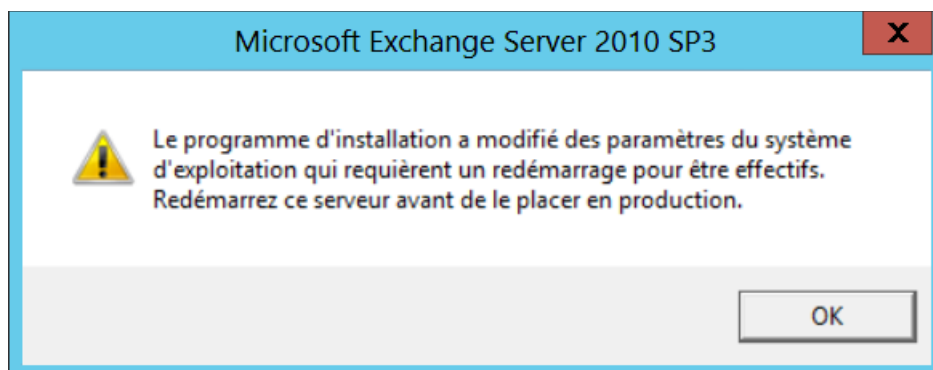 Microsoft Exchange Server 2010 SP3
X
Le programme d'installation a modifié des paramètres du système
d'exploitation qui requièrent un redémarrage pour être effectifs.
Redémarrez ce serveur avant de le placer en production.
OK